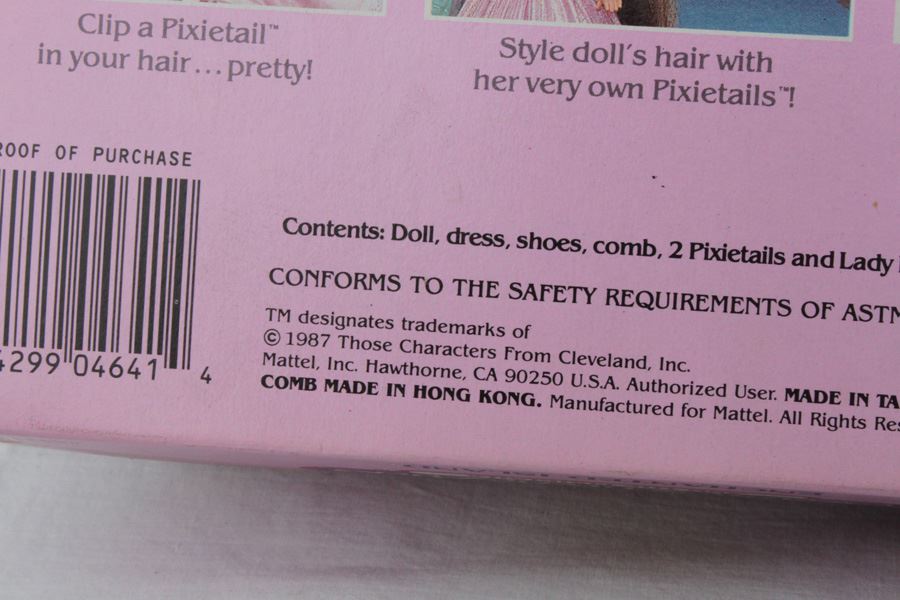 Clip a Pixietail™
in your hair...pretty!
Style doll's hair with
her very own Pixietails™!
ROOF OF PURCHASE
4299 04641 4
Contents: Doll, dress, shoes, comb, 2 Pixietails and Lady
CONFORMS TO THE SAFETY REQUIREMENTS OF ASTM
TM designates trademarks of
© 1987 Those Characters From Cleveland, Inc.
Mattel, Inc. Hawthorne, CA 90250 U.S.A. Authorized User. MADE IN TA
COMB MADE IN HONG KONG. Manufactured for Mattel. All Rights Res